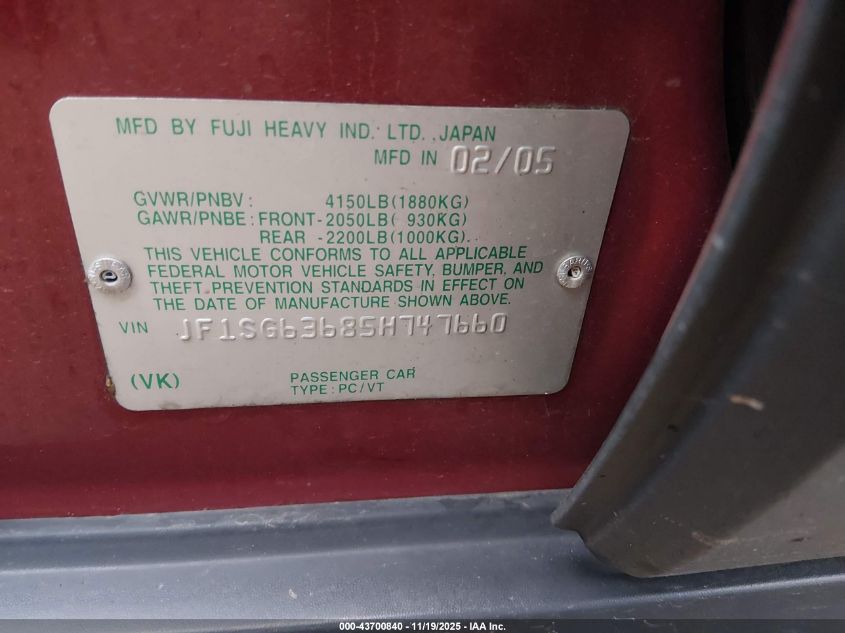 MFD BY FUJI HEAVY IND. LTD., JAPAN
MFD IN 02/05
GVWR/PNBV: 4150LB(1880KG)
GAWR/PNBE: FRONT-2050LB( 930KG)
REAR -2200LB(1000KG).
THIS VEHICLE CONFORMS TO ALL APPLICABLE
FEDERAL MOTOR VEHICLE SAFETY, BUMPER, AND
THEFT PREVENTION STANDARDS IN EFFECT ON
THE DATE OF MANUFACTURE SHOWN ABOVE.
VIN JF1SG63685H747660
(VK) PASSENGER CAR
TYPE: PC/VT
000-43700840 - 11/19/2025 - IAA Inc.